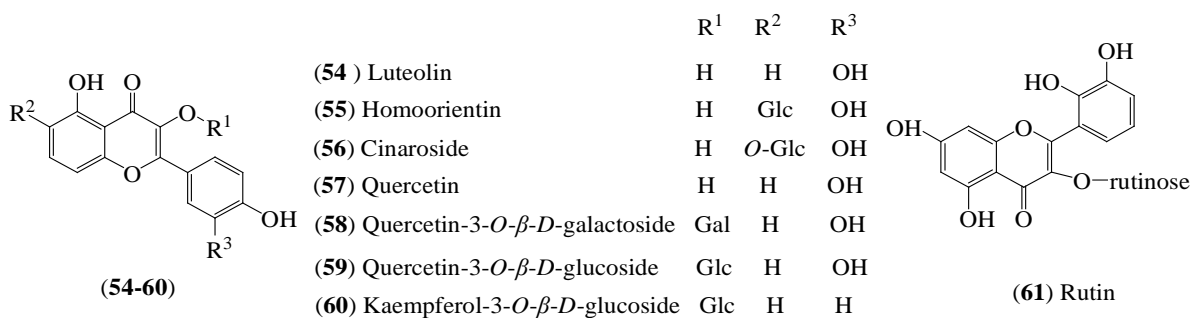 R¹ R² R³
(54 ) Luteolin H H OH
(55) Homoorientin H Glc OH
(56) Cinaroside H O-Glc OH
(57) Quercetin H H OH
(58) Quercetin-3-O-β-D-galactoside Gal H OH
(59) Quercetin-3-O-β-D-glucoside Glc H OH
(60) Kaempferol-3-O-β-D-glucoside Glc H H
OH O
R² O R¹
O
OH
R³
(54-60)
OH
HO
OH O
O rutinose
OH O
(61) Rutin